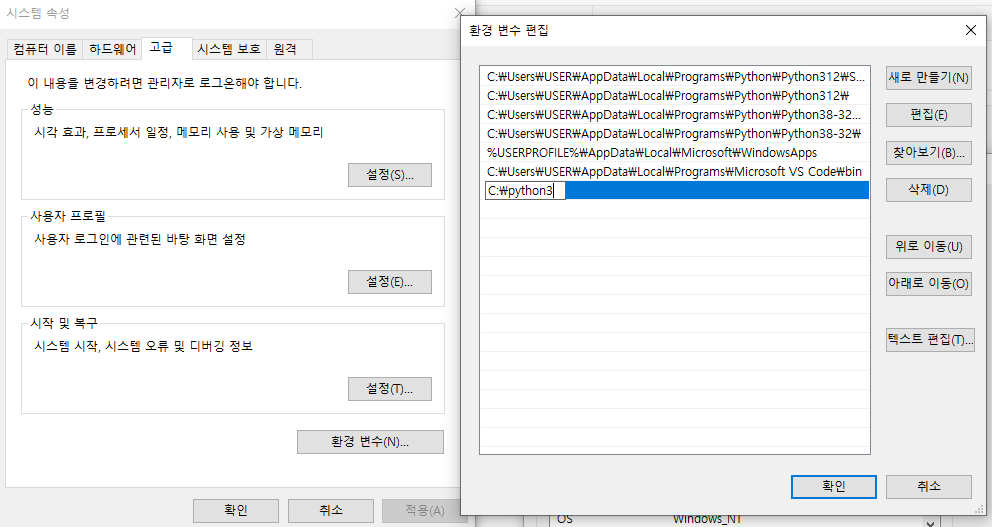 시스템 속성
컴퓨터 이름
하드웨어
고급
시스템 보호
원격
이 내용을 변경하려면 관리자로 로그온해야 합니다.
성능
시각 효과, 프로세서 일정, 메모리 사용 및 가상 메모리
설정(S)...
사용자 프로필
사용자 로그인에 관련된 바탕 화면 설정
설정(E)...
시작 및 복구
시스템 시작, 시스템 오류 및 디버깅 정보
설정(T)...
환경 변수(N)...
확인
취소
적용(A)
환경 변수 편집
C:₩Users₩USER₩AppData₩Local₩Programs₩Python₩Python312₩S...
C:₩Users₩USER₩AppData₩Local₩Programs₩Python₩Python312₩
C:₩Users₩USER₩AppData₩Local₩Programs₩Python₩Python38-32...
C:₩Users₩USER₩AppData₩Local₩Programs₩Python₩Python38-32₩
%USERPROFILE%₩AppData₩Local₩Microsoft₩WindowsApps
C:₩Users₩USER₩AppData₩Local₩Programs₩Microsoft VS Code₩bin
C:₩python3
새로 만들기(N)
편집(E)
찾아보기(B)...
삭제(D)
위로 이동(U)
아래로 이동(O)
텍스트 편집(T)...
확인
취소
OS Windows_NT